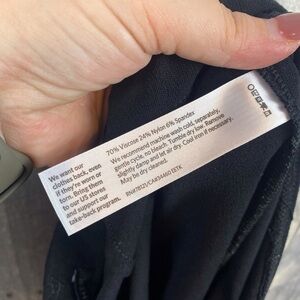 We want our
clothes back, even
if they're worn or
torn. Bring them
to our US stores
and support our
take-back program.
70% Viscose 24% Nylon 6% Spandex
We recommend machine wash cold, separately,
gentle cycle, no bleach. Tumble dry low. Remove
slightly damp and let air dry. Cool iron if necessary.
May be dry cleaned.